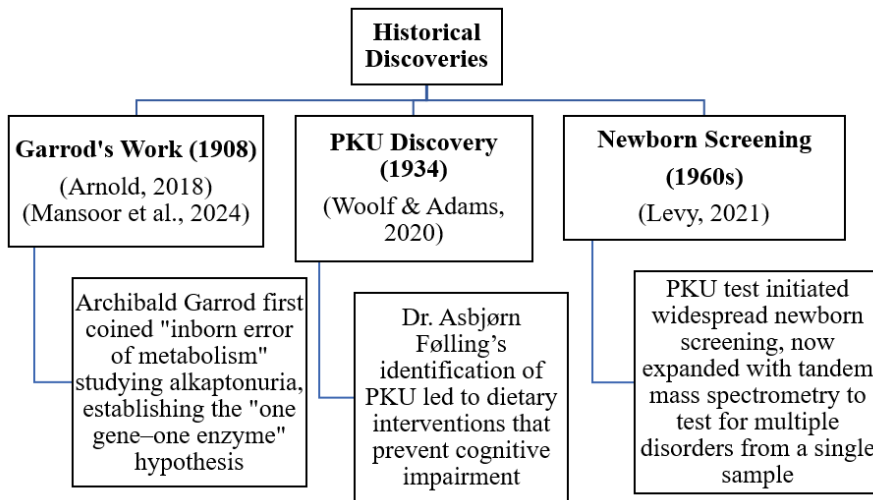 Historical
Discoveries
Garrod's Work (1908)
(Arnold, 2018)
(Mansoor et al., 2024)
PKU Discovery
(1934)
(Woolf & Adams,
2020)
Newborn Screening
(1960s)
(Levy, 2021)
Archibald Garrod first
coined "inborn error
of metabolism"
studying alkaptonuria,
establishing the "one
gene–one enzyme"
hypothesis
Dr. Asbjørn
Følling’s
identification of
PKU led to dietary
interventions that
prevent cognitive
impairment
PKU test initiated
widespread newborn
screening, now
expanded with tandem
mass spectrometry to
test for multiple
disorders from a single
sample